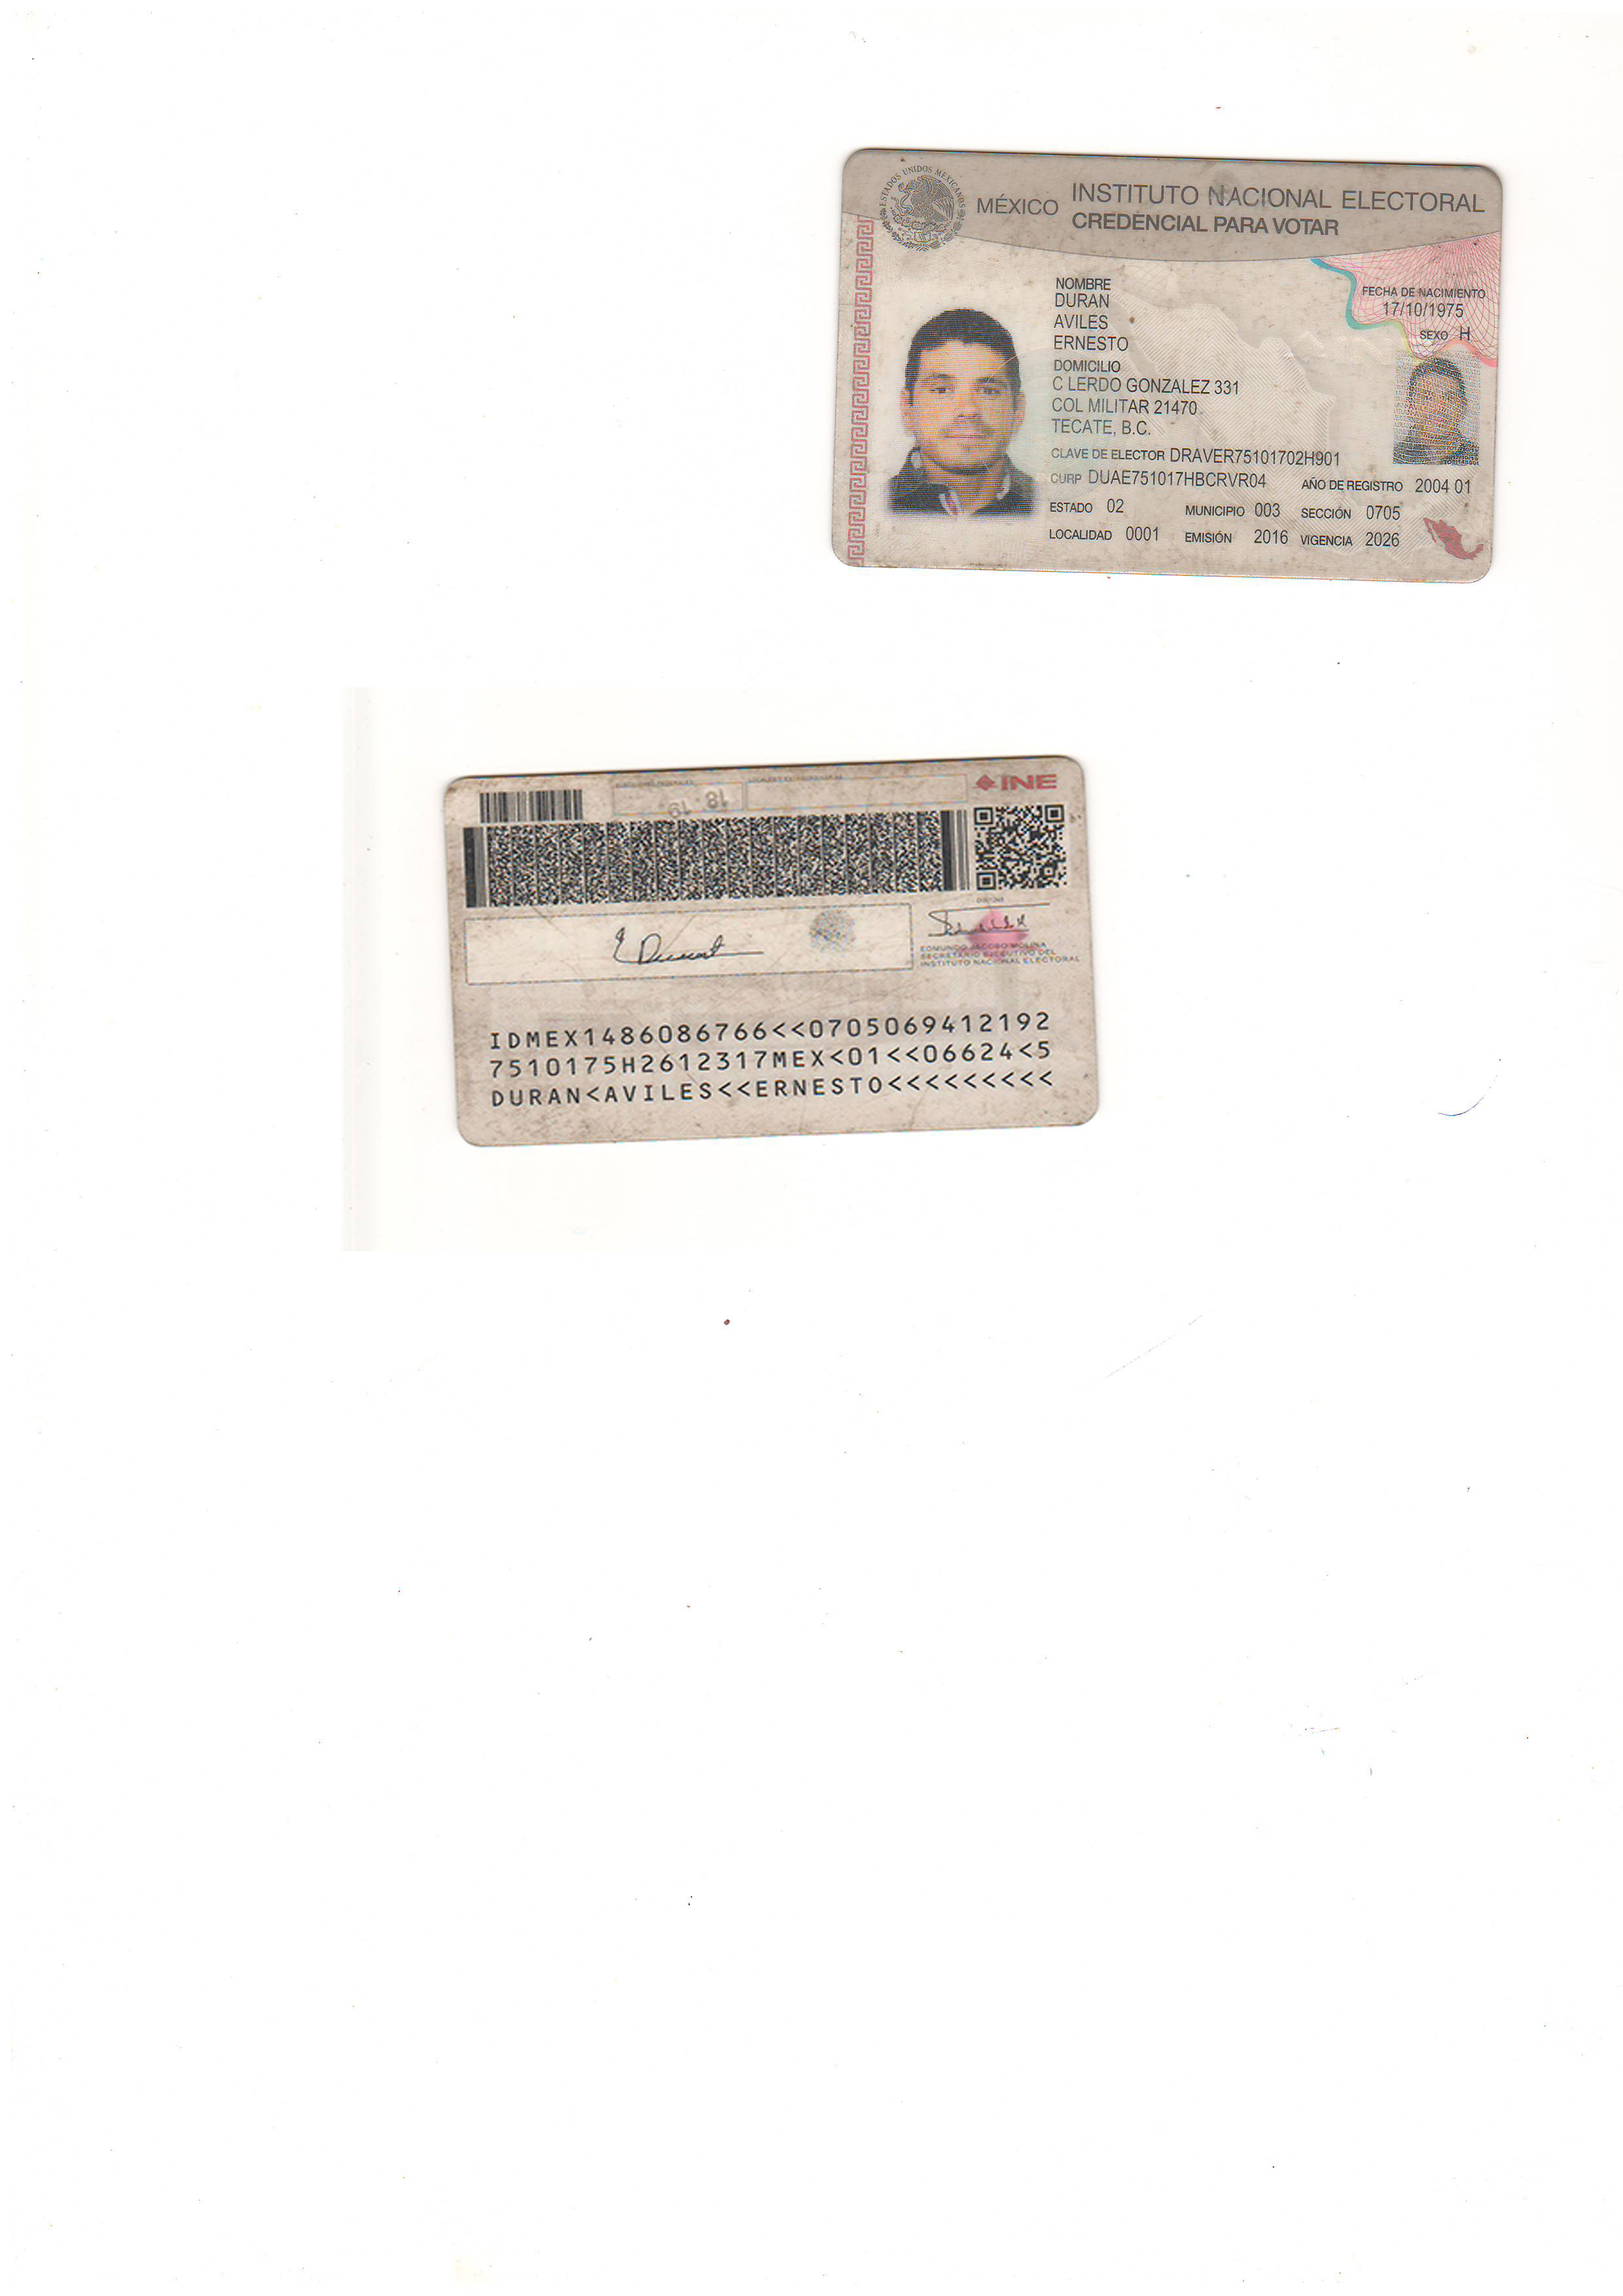 ESTADOS UNIDOS MEXICANOS
MÉXICO INSTITUTO NACIONAL ELECTORAL
CREDENCIAL PARA VOTAR
NOMBRE
DURAN
AVILES
ERNESTO
FECHA DE NACIMIENTO
17/10/1975
SEXO H
DOMICILIO
C LERDO GONZALEZ 331
COL MILITAR 21470
TECATE, B.C.
CLAVE DE ELECTOR DRAVER75101702H901
CURP DUAE751017HBCRVR04 AÑO DE REGISTRO 2004 01
ESTADO 02 MUNICIPIO 003 SECCIÓN 0705
LOCALIDAD 0001 EMISIÓN 2016 VIGENCIA 2026
INE
18 19
EDMUNDO JACOBO MOLINA
SECRETARIO EJECUTIVO DEL
INSTITUTO NACIONAL ELECTORAL
IDMEX1486086766<<0705069412192
7510175H2612317MEX<01<<06624<5
DURAN<AVILES<<ERNESTO<<<<<<<<<